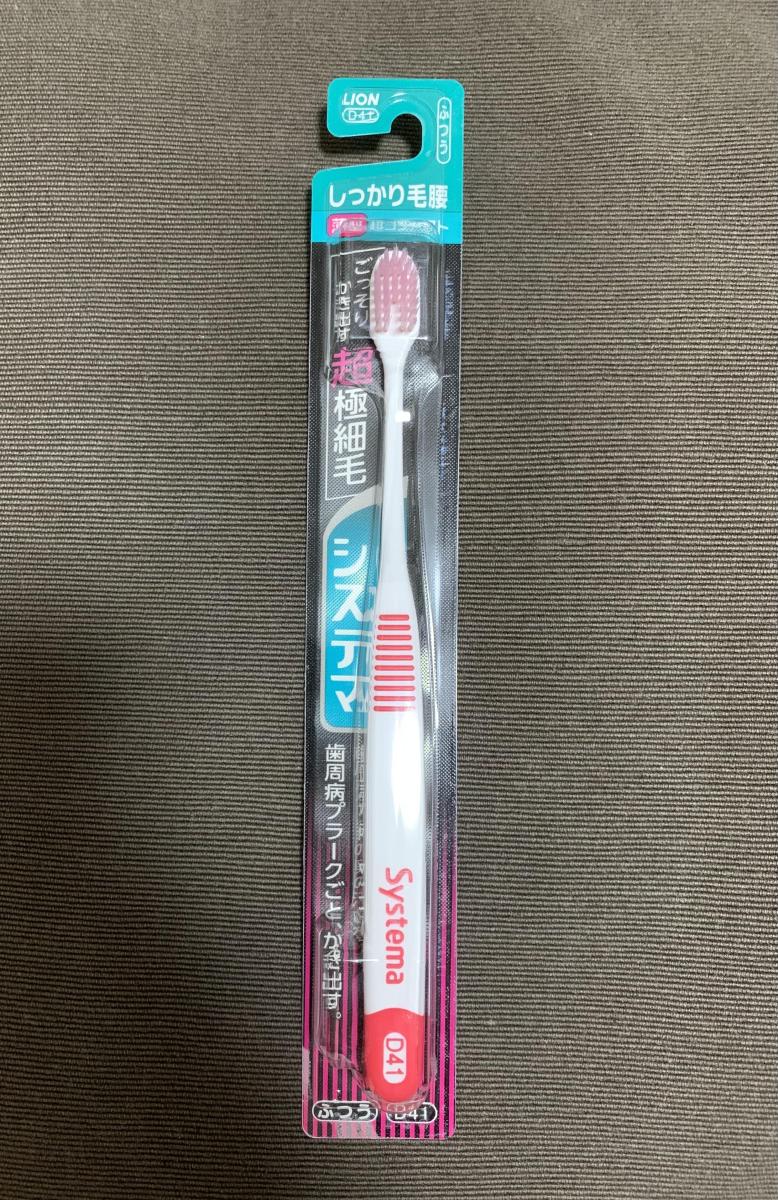 LION
D41
ふつう
しっかり毛腰
ごっそり
かき出す
超極細毛
システマ
歯周病プラークごと、かき出す。
Systema
D41
ふつう
D41